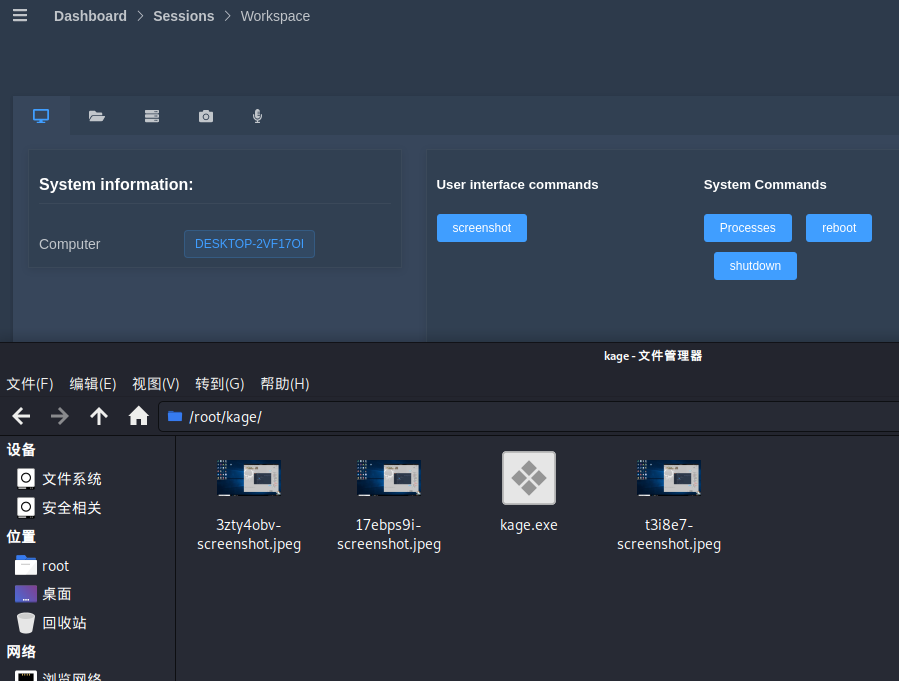 Dashboard > Sessions > Workspace
System information:
Computer
DESKTOP-2VF17OI
User interface commands
screenshot
System Commands
Processes
reboot
shutdown
kage - 文件管理器
文件(F) 编辑(E) 视图(V) 转到(G) 帮助(H)
/root/kage/
设备
文件系统
安全相关
位置
root
桌面
回收站
网络
浏览网络
3zty4obv-
screenshot.jpeg
17ebps9i-
screenshot.jpeg
kage.exe
t3i8e7-
screenshot.jpeg